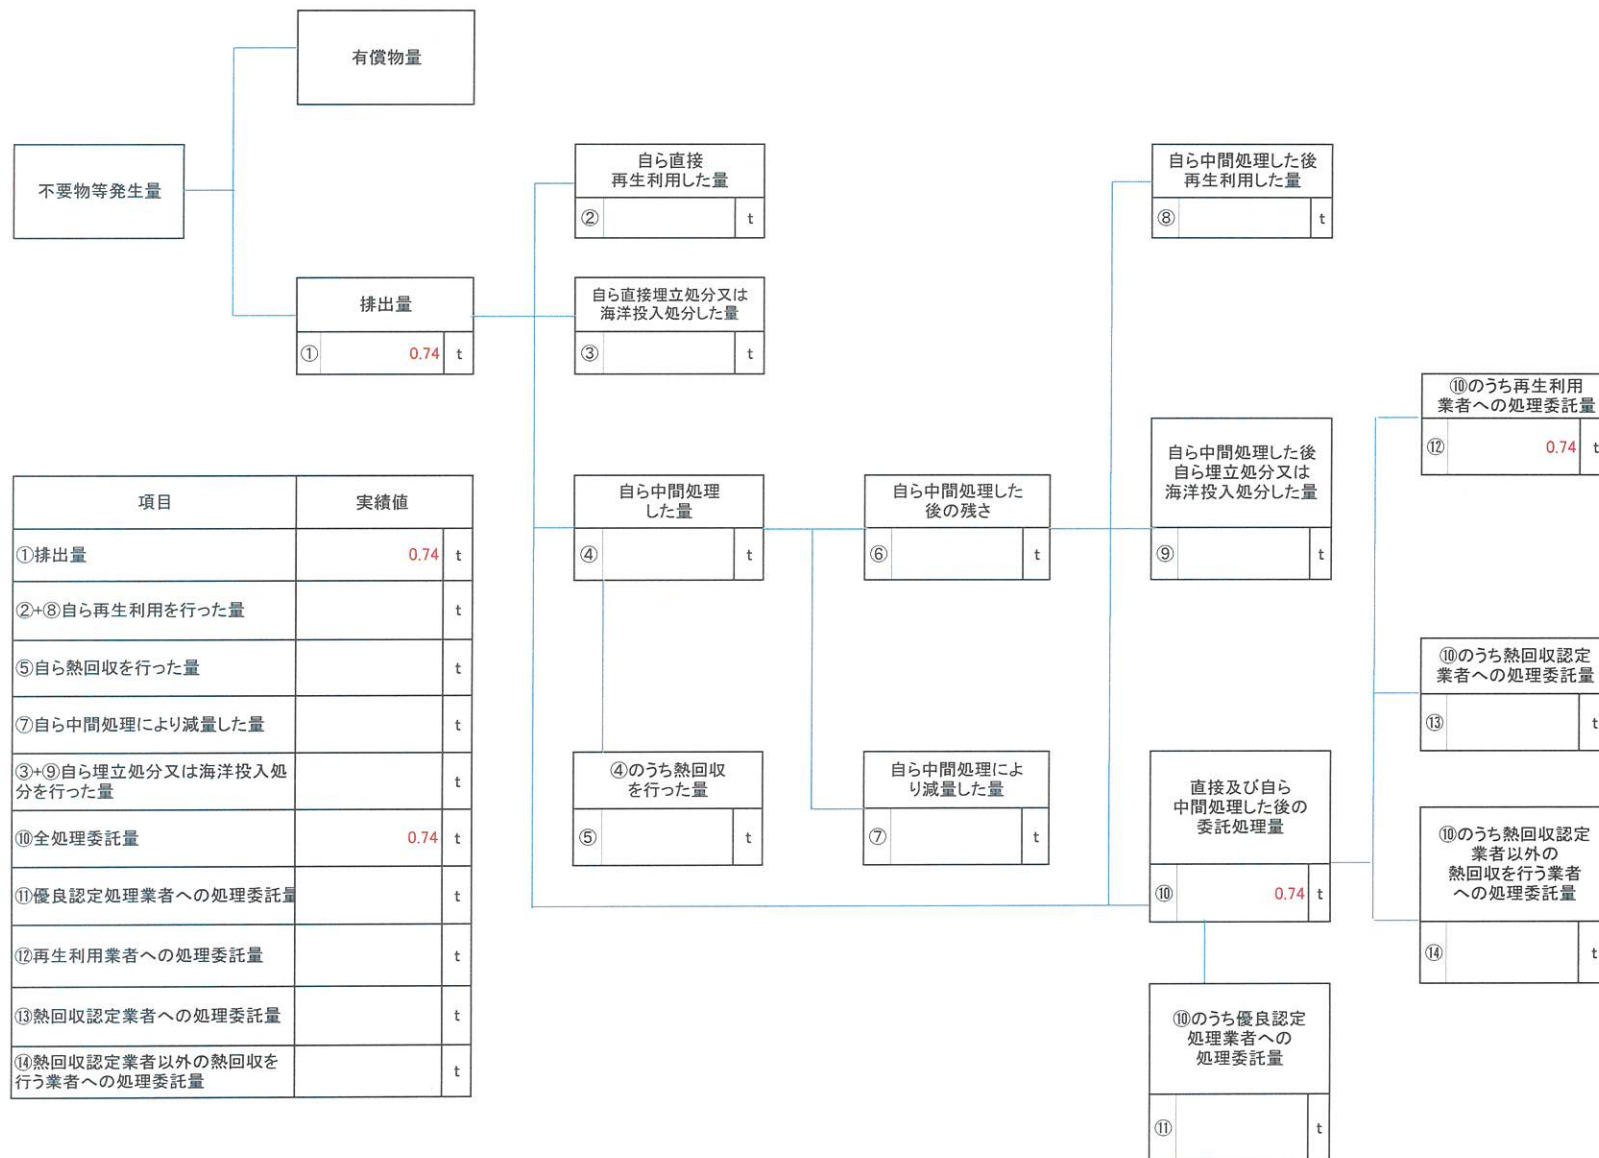 有償物量
不要物等発生量
排出量
① 0.74 t
自ら直接
再生利用した量
② t
自ら直接埋立処分又は
海洋投入処分した量
③ t
自ら中間処理
した量
④ t
④のうち熱回収
を行った量
⑤ t
自ら中間処理した
後の残さ
⑥ t
自ら中間処理によ
り減量した量
⑦ t
自ら中間処理した後
再生利用した量
⑧ t
自ら中間処理した後
自ら埋立処分又は
海洋投入処分した量
⑨ t
直接及び自ら
中間処理した後の
委託処理量
⑩ 0.74 t
⑩のうち優良認定
処理業者への
処理委託量
⑪ t
⑩のうち再生利用
業者への処理委託量
⑫ 0.74 t
⑩のうち熱回収認定
業者への処理委託量
⑬ t
⑩のうち熱回収認定
業者以外の
熱回収を行う業者
への処理委託量
⑭ t
項目 実績値
①排出量 0.74 t
②+⑧自ら再生利用を行った量 t
⑤自ら熱回収を行った量 t
⑦自ら中間処理により減量した量 t
③+⑨自ら埋立処分又は海洋投入処
分を行った量 t
⑩全処理委託量 0.74 t
⑪優良認定処理業者への処理委託量 t
⑫再生利用業者への処理委託量 t
⑬熱回収認定業者への処理委託量 t
⑭熱回収認定業者以外の熱回収を
行う業者への処理委託量 t